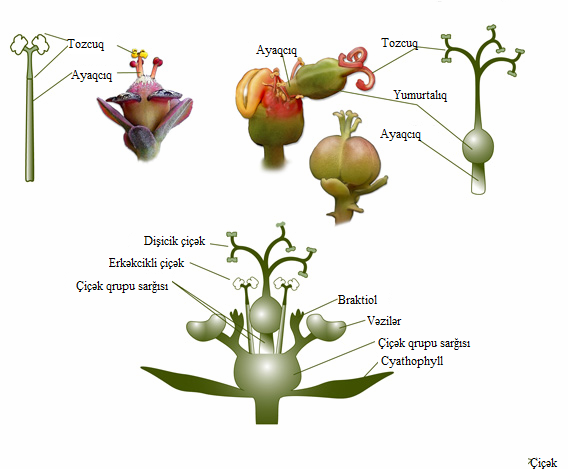 Tozcuq
Ayaqcıq
Ayaqcıq
Tozcuq
Yumurtalıq
Ayaqcıq
Dişicik çiçək
Erkəkcikli çiçək
Çiçək qrupu sarğısı
Braktiol
Vəzilər
Çiçək qrupu sarğısı
Cyathophyll
Çiçək